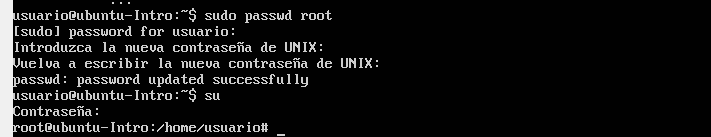 ...
usuario@ubuntu-Intro:~$ sudo passwd root
[sudo] password for usuario:
Introduzca la nueva contraseña de UNIX:
Vuelva a escribir la nueva contraseña de UNIX:
passwd: password updated successfully
usuario@ubuntu-Intro:~$ su
Contraseña:
root@ubuntu-Intro:/home/usuario# _